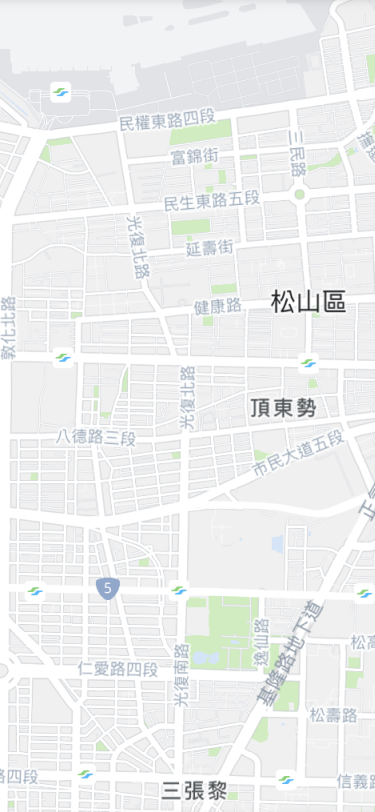 民權東路四段
富錦街
三民路
民生東路五段
光復北路
延壽街
松山區
健康路
敦化北路
光復北路
頂東勢
八德路三段
市民大道五段
5
基隆路地下道
逸仙路
光復南路
仁愛路四段
松高
松壽路
路四段
信義路
三張黎